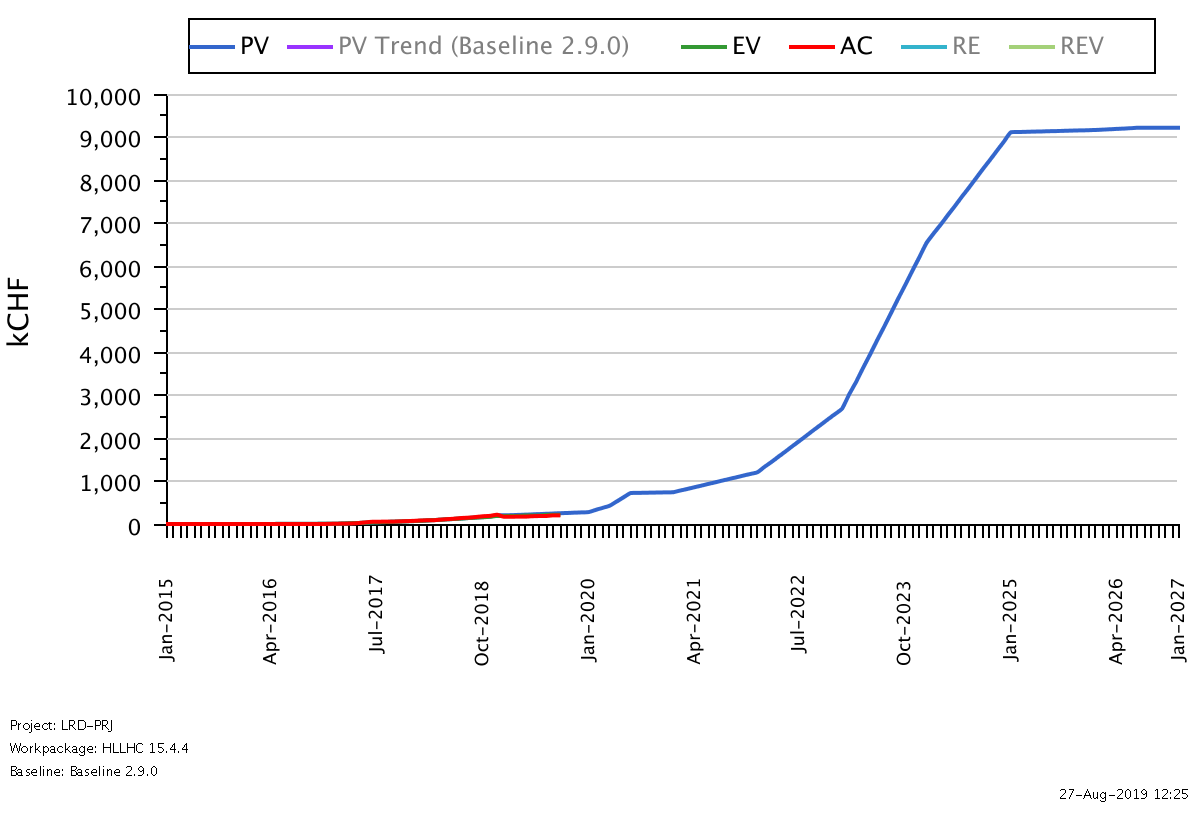 PV PV Trend (Baseline 2.9.0) EV AC RE REV
10,000
9,000
8,000
7,000
6,000
5,000
4,000
3,000
2,000
1,000
0
kCHF
Jan-2015 Apr-2016 Jul-2017 Oct-2018 Jan-2020 Apr-2021 Jul-2022 Oct-2023 Jan-2025 Apr-2026 Jan-2027
Project: LRD-PRJ
Workpackage: HLLHC 15.4.4
Baseline: Baseline 2.9.0
27-Aug-2019 12:25